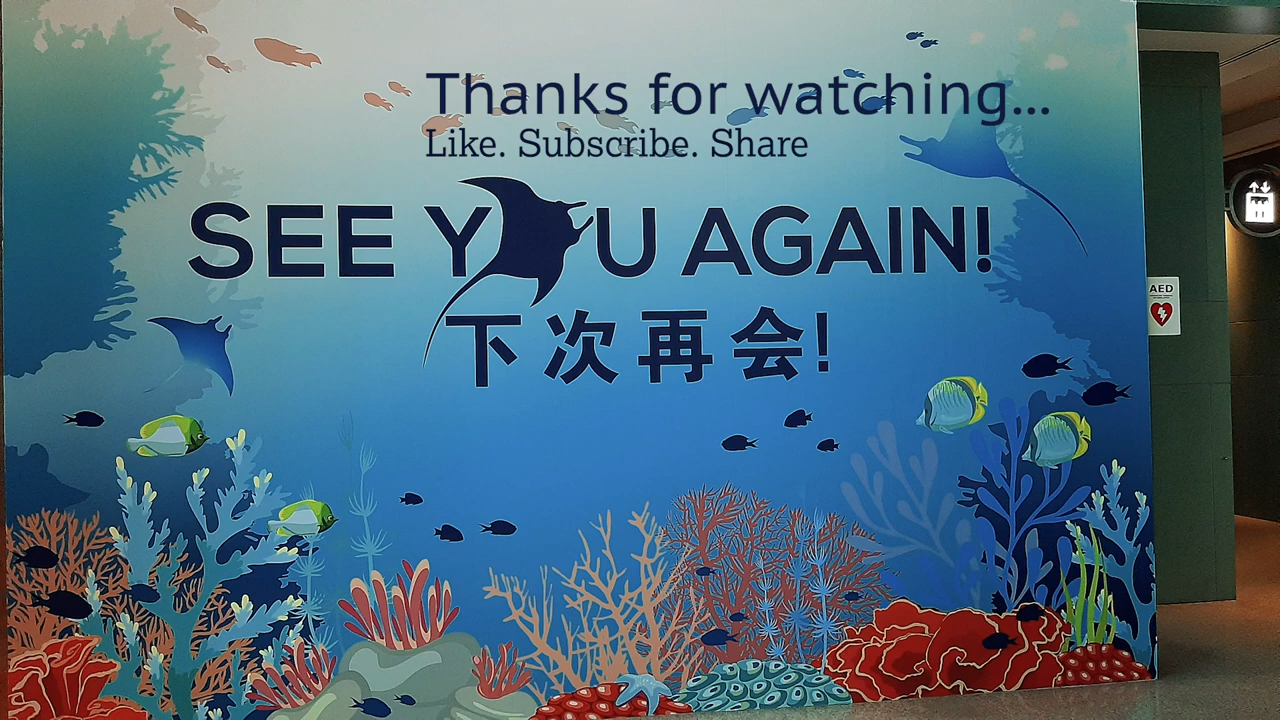 Thanks for watching...
Like. Subscribe. Share
SEE YOU AGAIN!
下次再会!
AED